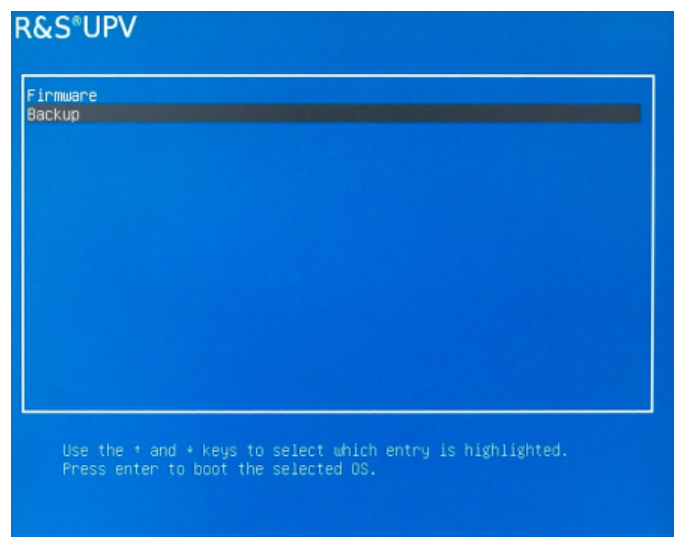 R&S®UPV
Firmware
Backup
Use the ↑ and ↓ keys to select which entry is highlighted.
Press enter to boot the selected OS.